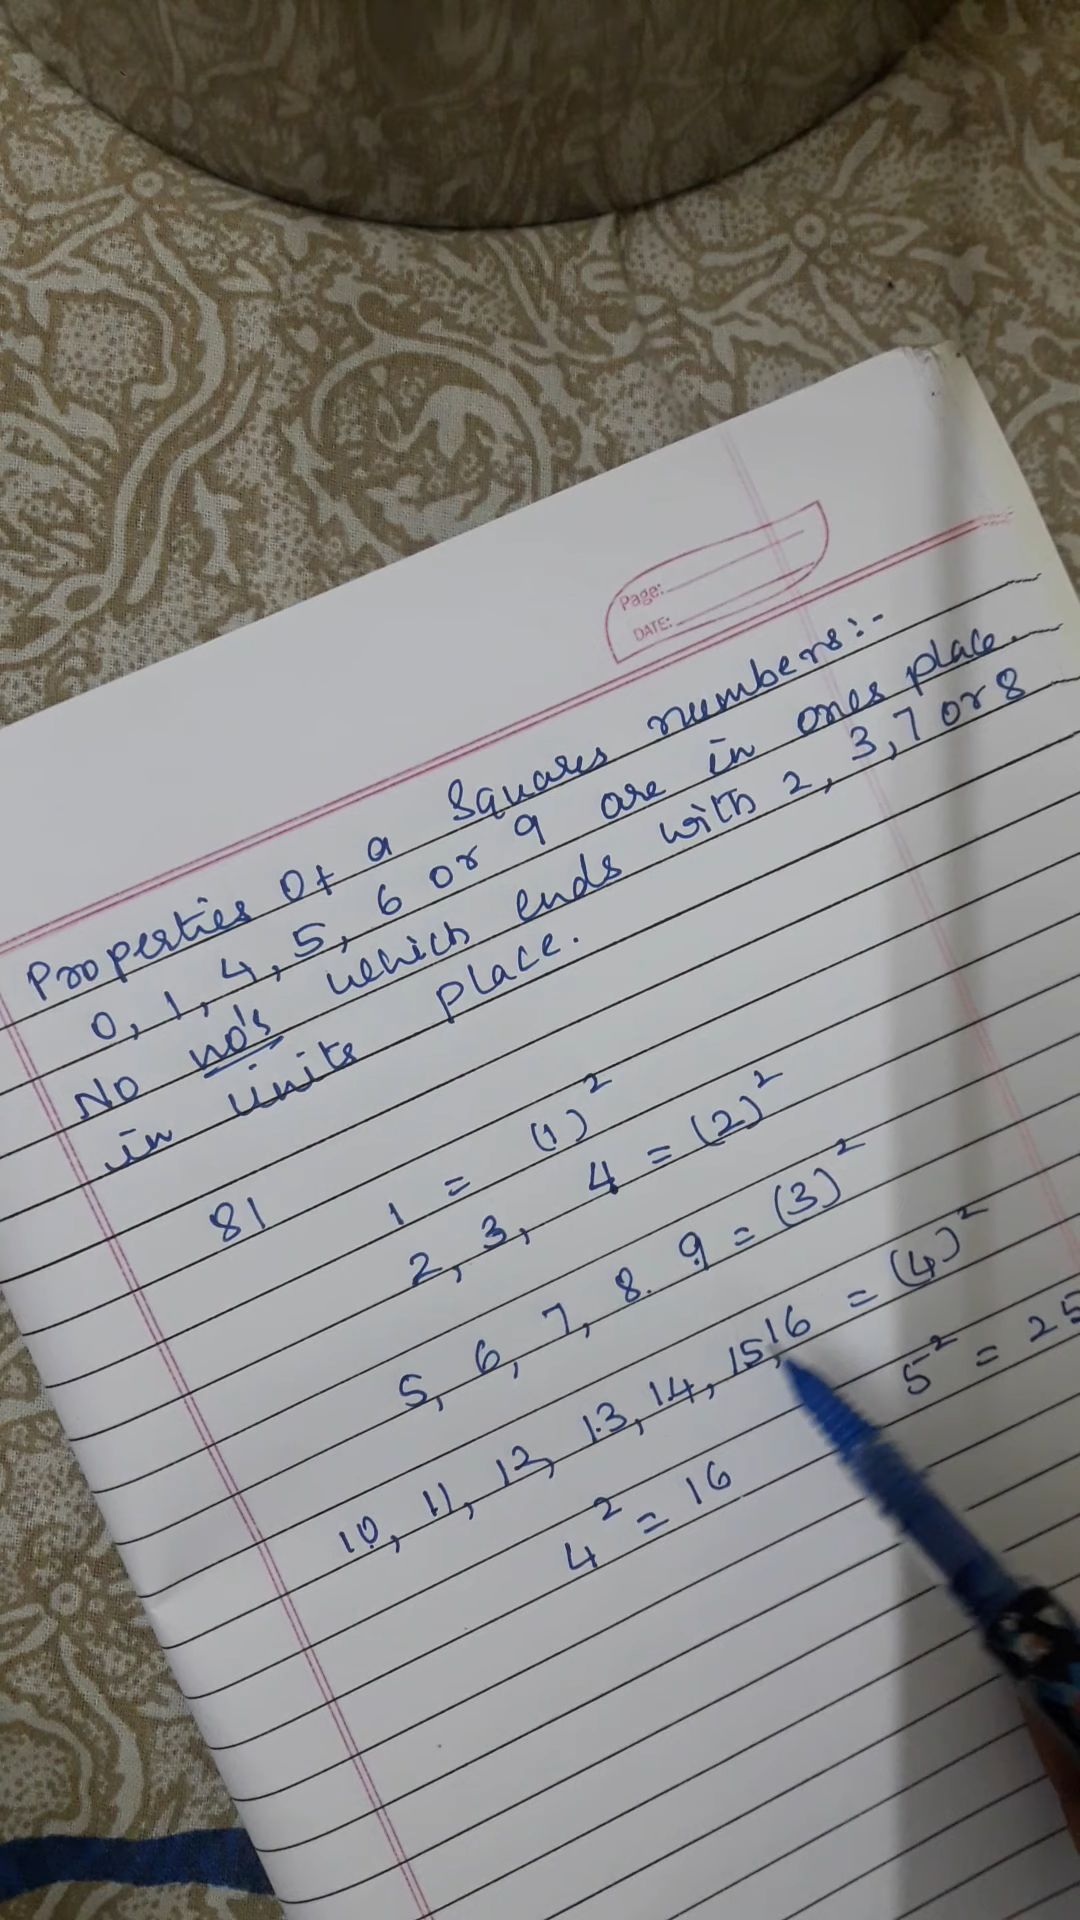 Page:
DATE:
Properties Of a Squares numbers:-
0, 1, 4, 5, 6 or 9 are in ones place.
No no's which ends with 2, 3, 7 or 8
in units place.
81 1 = (1)²
2, 3, 4 = (2)²
5, 6, 7, 8. 9 = (3)²
10, 11, 12, 13, 14, 15, 16 = (4)²
4² = 16 5² = 25